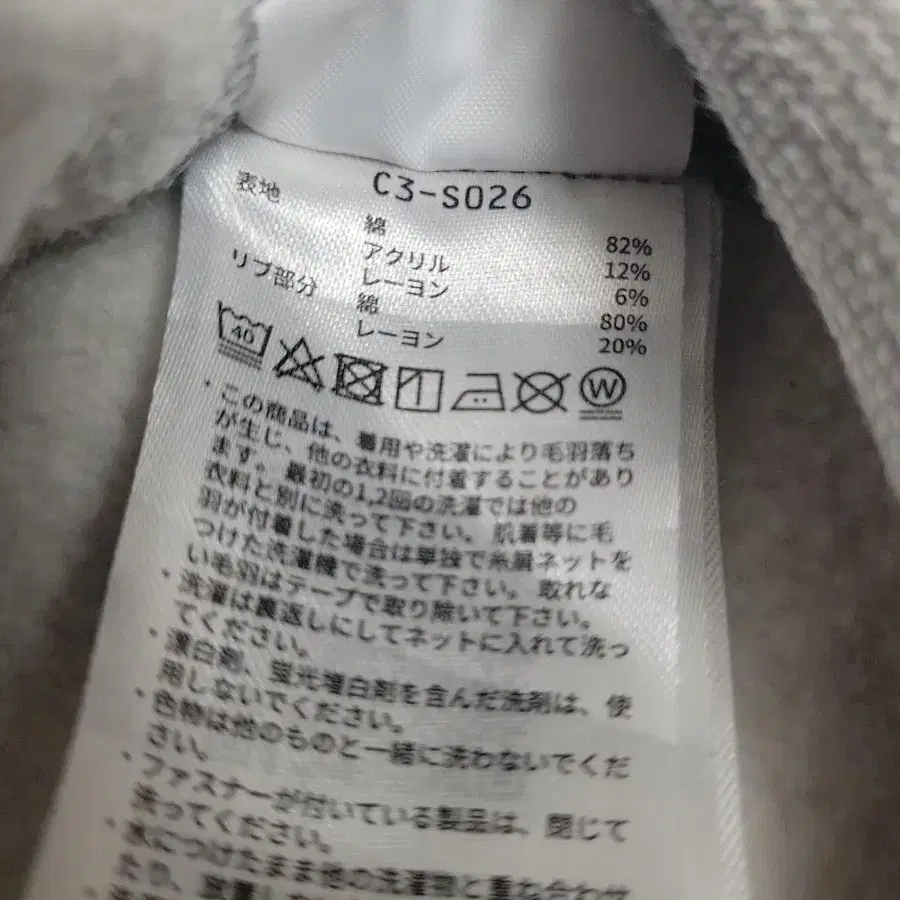 C3-S026
表地
綿 82%
アクリル 12%
レーヨン 6%
リブ部分
綿 80%
レーヨン 20%
40
W
・この商品は、着用や洗濯により毛羽落ち
が生じ、他の衣料に付着することがあり
ます。最初の1,2回の洗濯では他の
衣料と別に洗って下さい。肌着等に毛
羽が付着した場合は単独で糸屑ネットを
つけた洗濯機で洗って下さい。取れな
い毛羽はテープで取り除いて下さい。
・洗濯は裏返しにしてネットに入れて洗っ
てください。
・漂白剤、蛍光増白剤を含んだ洗剤は、使
用しないでください。
・色物は他のものと一緒に洗わないでくだ
さい。
・ファスナーが付いている製品は、閉じて
洗ってください。
・水につけたまま他の洗濯物と重ね合わせ
たり、放置し